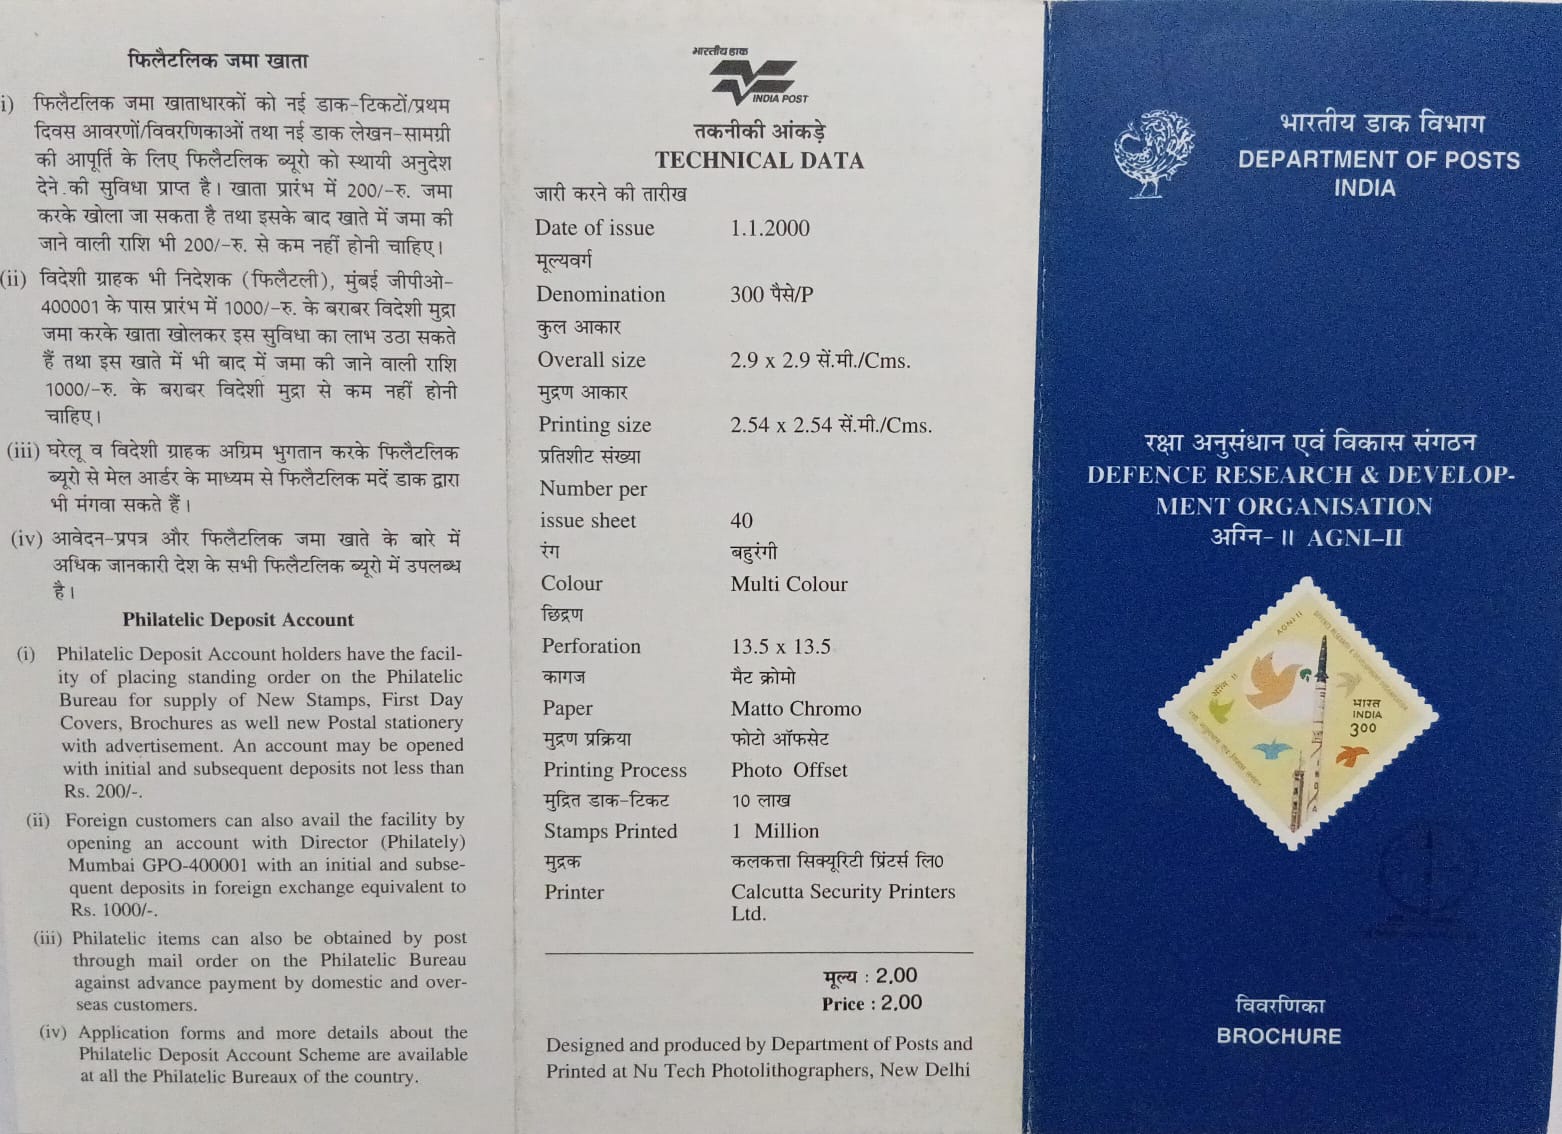 फिलैटलिक जमा खाता
i) फिलैटलिक जमा खाताधारकों को नई डाक-टिकटों/प्रथम
दिवस आवरणों/विवरणिकाओं तथा नई डाक लेखन-सामग्री
की आपूर्ति के लिए फिलैटलिक ब्यूरो को स्थायी अनुदेश
देने की सुविधा प्राप्त है। खाता प्रारंभ में 200/-रु. जमा
करके खोला जा सकता है तथा इसके बाद खाते में जमा की
जाने वाली राशि भी 200/-रु. से कम नहीं होनी चाहिए।
(ii) विदेशी ग्राहक भी निदेशक (फिलैटली), मुंबई जीपीओ-
400001 के पास प्रारंभ में 1000/-रु. के बराबर विदेशी मुद्रा
जमा करके खाता खोलकर इस सुविधा का लाभ उठा सकते
हैं तथा इस खाते में भी बाद में जमा की जाने वाली राशि
1000/-रु. के बराबर विदेशी मुद्रा से कम नहीं होनी
चाहिए।
(iii) घरेलू व विदेशी ग्राहक अग्रिम भुगतान करके फिलैटलिक
ब्यूरो से मेल आर्डर के माध्यम से फिलैटलिक मदें डाक द्वारा
भी मंगवा सकते हैं।
(iv) आवेदन-प्रपत्र और फिलैटलिक जमा खाते के बारे में
अधिक जानकारी देश के सभी फिलैटलिक ब्यूरो में उपलब्ध
है।
Philatelic Deposit Account
(i) Philatelic Deposit Account holders have the facil-
ity of placing standing order on the Philatelic
Bureau for supply of New Stamps, First Day
Covers, Brochures as well new Postal stationery
with advertisement. An account may be opened
with initial and subsequent deposits not less than
Rs. 200/-.
(ii) Foreign customers can also avail the facility by
opening an account with Director (Philately)
Mumbai GPO-400001 with an initial and subse-
quent deposits in foreign exchange equivalent to
Rs. 1000/-.
(iii) Philatelic items can also be obtained by post
through mail order on the Philatelic Bureau
against advance payment by domestic and over-
seas customers.
(iv) Application forms and more details about the
Philatelic Deposit Account Scheme are available
at all the Philatelic Bureaux of the country.
भारतीय डाक
INDIA POST
तकनीकी आंकड़े
TECHNICAL DATA
जारी करने की तारीख
Date of issue 1.1.2000
मूल्यवर्ग
Denomination 300 पैसे/P
कुल आकार
Overall size 2.9 x 2.9 सें.मी./Cms.
मुद्रण आकार
Printing size 2.54 x 2.54 सें.मी./Cms.
प्रतिशीट संख्या
Number per
issue sheet 40
रंग बहुरंगी
Colour Multi Colour
छिद्रण
Perforation 13.5 x 13.5
कागज मैट क्रोमो
Paper Matto Chromo
मुद्रण प्रक्रिया फोटो ऑफसेट
Printing Process Photo Offset
मुद्रित डाक-टिकट 10 लाख
Stamps Printed 1 Million
मुद्रक कलकत्ता सिक्यूरिटी प्रिंटर्स लि0
Printer Calcutta Security Printers
Ltd.
मूल्य : 2.00
Price : 2.00
Designed and produced by Department of Posts and
Printed at Nu Tech Photolithographers, New Delhi
भारतीय डाक विभाग
DEPARTMENT OF POSTS
INDIA
रक्षा अनुसंधान एवं विकास संगठन
DEFENCE RESEARCH & DEVELOP-
MENT ORGANISATION
अग्नि-II AGNI–II
अग्नि II
AGNI II
DEFENCE RESEARCH & DEVELOPMENT ORGANISATION
भारत
INDIA
300
विवरणिका
BROCHURE